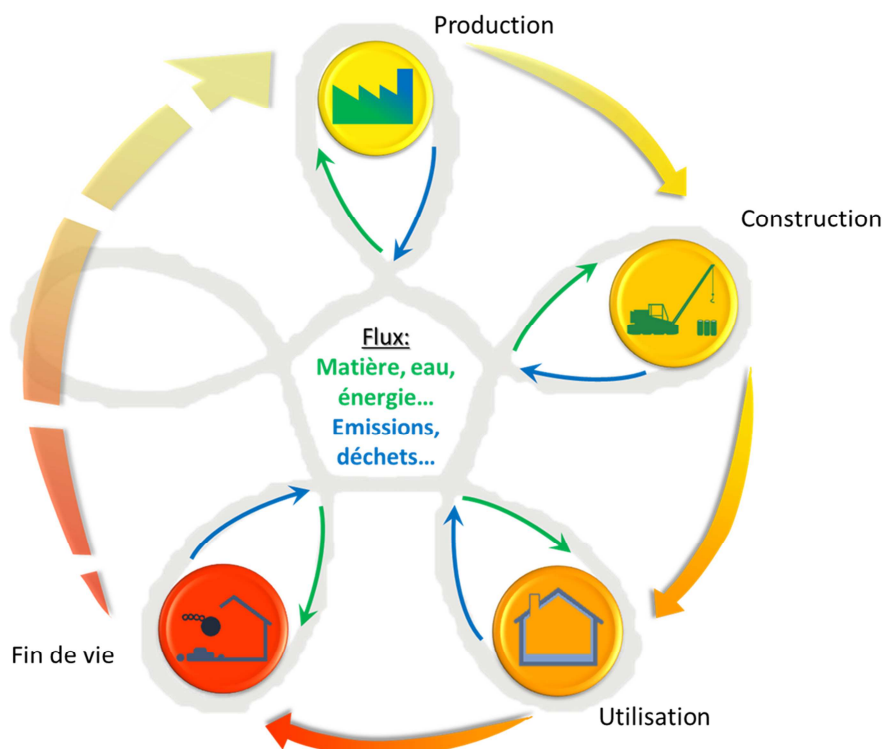 Production
Construction
Flux:
Matière, eau,
énergie…
Emissions,
déchets…
Fin de vie
Utilisation